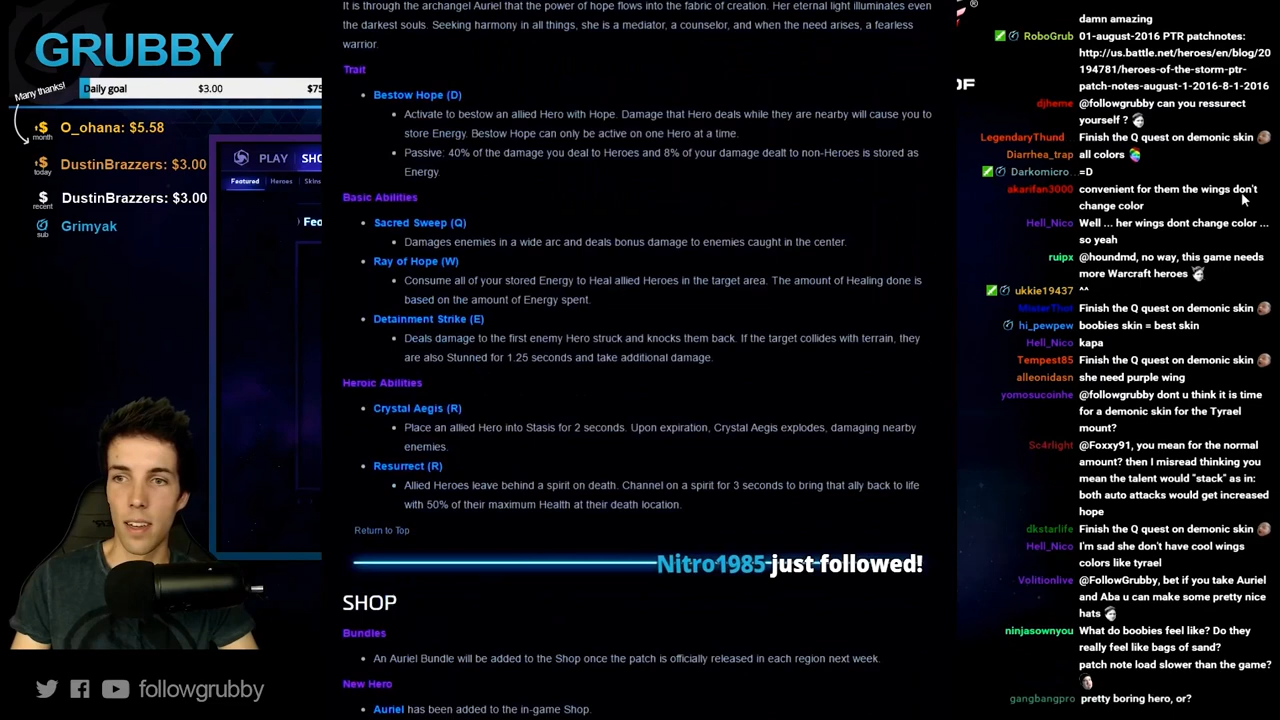 GRUBBY
Many thanks!
Daily goal $3.00 $75
month O_ohana: $5.58
today DustinBrazzers: $3.00
recent DustinBrazzers: $3.00
sub Grimyak
PLAY SHO
Featured Heroes Skins
Feo
followgrubby
It is through the archangel Auriel that the power of hope flows into the fabric of creation. Her eternal light illuminates even
the darkest souls. Seeking harmony in all things, she is a mediator, a counselor, and when the need arises, a fearless
warrior.
Trait
Bestow Hope (D)
Activate to bestow an allied Hero with Hope. Damage that Hero deals while they are nearby will cause you to
store Energy. Bestow Hope can only be active on one Hero at a time.
Passive: 40% of the damage you deal to Heroes and 8% of your damage dealt to non-Heroes is stored as
Energy.
Basic Abilities
Sacred Sweep (Q)
Damages enemies in a wide arc and deals bonus damage to enemies caught in the center.
Ray of Hope (W)
Consume all of your stored Energy to Heal allied Heroes in the target area. The amount of Healing done is
based on the amount of Energy spent.
Detainment Strike (E)
Deals damage to the first enemy Hero struck and knocks them back. If the target collides with terrain, they
are also Stunned for 1.25 seconds and take additional damage.
Heroic Abilities
Crystal Aegis (R)
Place an allied Hero into Stasis for 2 seconds. Upon expiration, Crystal Aegis explodes, damaging nearby
enemies.
Resurrect (R)
Allied Heroes leave behind a spirit on death. Channel on a spirit for 3 seconds to bring that ally back to life
with 50% of their maximum Health at their death location.
Return to Top
Nitro1985 just followed!
SHOP
Bundles
An Auriel Bundle will be added to the Shop once the patch is officially released in each region next week.
New Hero
Auriel has been added to the in-game Shop.
OF
damn amazing
RoboGrub 01-august-2016 PTR patchnotes:
http://us.battle.net/heroes/en/blog/20
194781/heroes-of-the-storm-ptr-
patch-notes-august-1-2016-8-1-2016
djheme @followgrubby can you ressurect
yourself ?
LegendaryThund Finish the Q quest on demonic skin
Diarrhea_trap all colors
Darkomicro... =D
akarifan3000 convenient for them the wings don't
change color
Hell_Nico Well ... her wings dont change color ...
so yeah
ruipx @houndmd, no way, this game needs
more Warcraft heroes
ukkie19437 ^^
MisterThot Finish the Q quest on demonic skin
hi_pewpew boobies skin = best skin
Hell_Nico kapa
Tempest85 Finish the Q quest on demonic skin
alleonidasn she need purple wing
yomosucoinhe @followgrubby dont u think it is time
for a demonic skin for the Tyrael
mount?
Sc4rlight @Foxxy91, you mean for the normal
amount? then I misread thinking you
mean the talent would "stack" as in:
both auto attacks would get increased
hope
dkstarlife Finish the Q quest on demonic skin
Hell_Nico I'm sad she don't have cool wings
colors like tyrael
Volitionlive @FollowGrubby, bet if you take Auriel
and Aba u can make some pretty nice
hats
ninjasownyou What do boobies feel like? Do they
really feel like bags of sand?
patch note load slower than the game?
gangbangpro pretty boring hero, or?